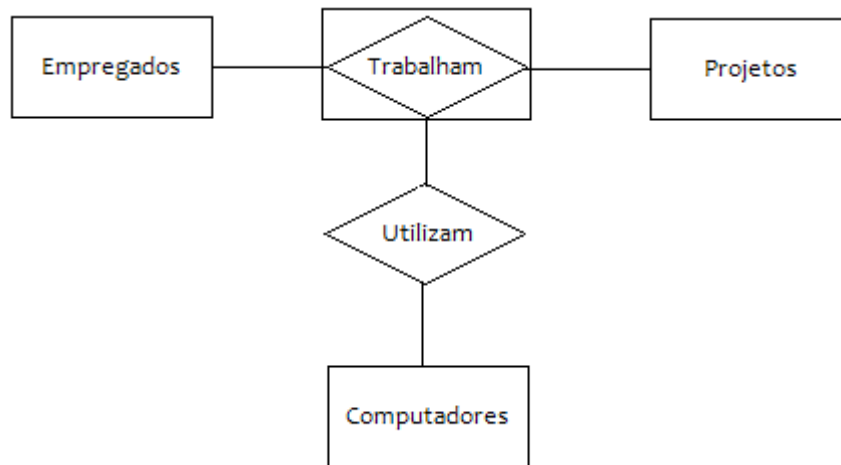 Empregados
Trabalham
Projetos
Utilizam
Computadores